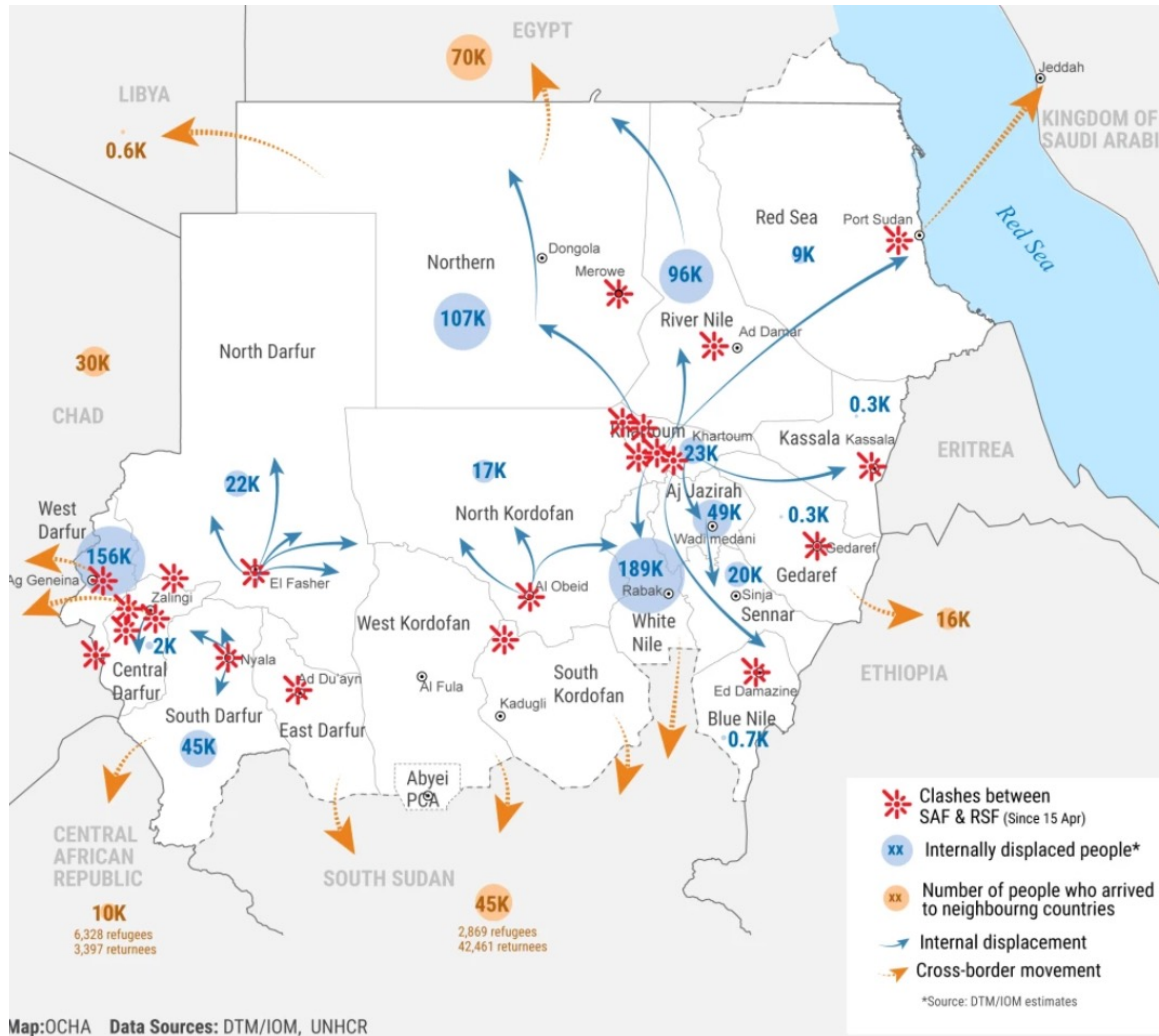 EGYPT
70K
Jeddah
LIBYA
KINGDOM OF
SAUDI ARABI
0.6K
Red Sea
Red Sea
Port Sudan
9K
Dongola
Northern
Merowe
96K
107K
River Nile
Ad Damar
North Darfur
30K
CHAD
0.3K
Khartoum
Khartoum
Kassala
Kassala
23K
ERITREA
17K
22K
Aj Jazirah
West
Darfur
North Kordofan
49K
0.3K
Wadi medani
156K
Gedaref
Ag Geneina
El Fasher
189K
20K
Gedaref
Al Obeid
Rabak
Sinja
Zalingi
Sennar
White
Nile
16K
West Kordofan
2K
Nyala
Central
Darfur
South
Kordofan
ETHIOPIA
Ad Du'ayn
Al Fula
Ed Damazine
Kadugli
South Darfur
East Darfur
Blue Nile
45K
0.7K
Abyei
PCA
CENTRAL
AFRICAN
REPUBLIC
SOUTH SUDAN
10K
6,328 refugees
3,397 returnees
45K
2,869 refugees
42,461 returnees
Clashes between
SAF & RSF (Since 15 Apr)
xx Internally displaced people*
xx Number of people who arrived
to neighbourng countries
Internal displacement
Cross-border movement
*Source: DTM/IOM estimates
Map:OCHA Data Sources: DTM/IOM, UNHCR